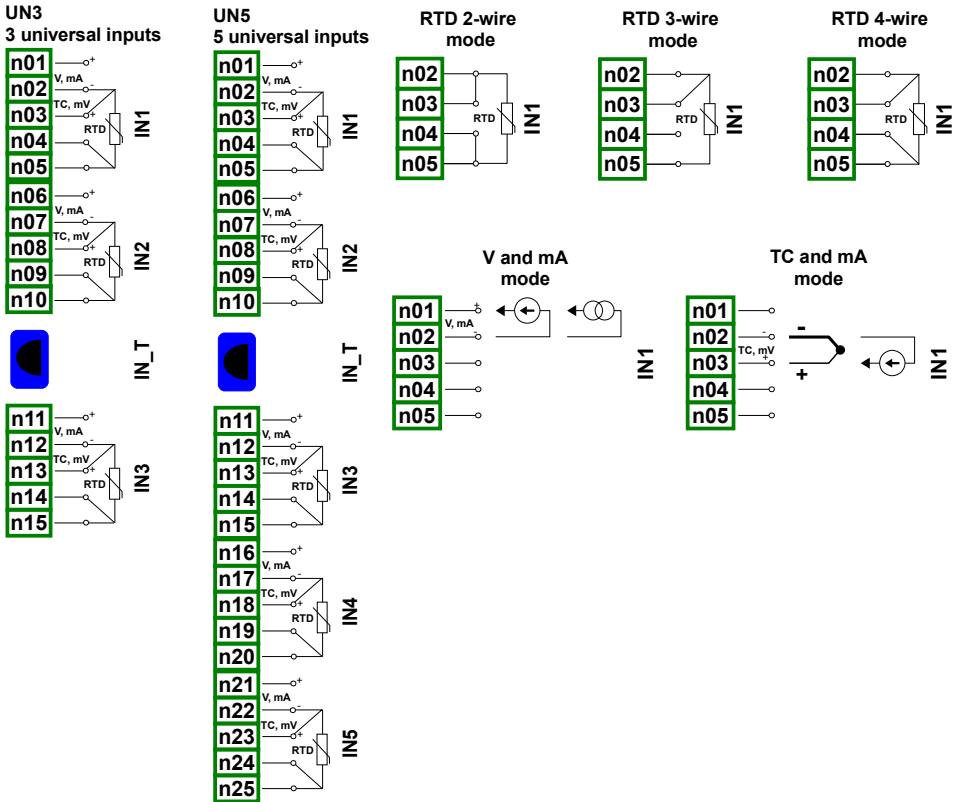 UN3
3 universal inputs
n01
+
V, mA
n02
-
TC, mV
n03
+
RTD
n04
n05
IN1
n06
+
V, mA
n07
-
TC, mV
n08
+
RTD
n09
n10
IN2
IN_T
n11
+
V, mA
n12
-
TC, mV
n13
+
RTD
n14
n15
IN3
UN5
5 universal inputs
n01
+
V, mA
n02
-
TC, mV
n03
+
RTD
n04
n05
IN1
n06
+
V, mA
n07
-
TC, mV
n08
+
RTD
n09
n10
IN2
IN_T
n11
+
V, mA
n12
-
TC, mV
n13
+
RTD
n14
n15
IN3
n16
+
V, mA
n17
-
TC, mV
n18
+
RTD
n19
n20
IN4
n21
+
V, mA
n22
-
TC, mV
n23
+
RTD
n24
n25
IN5
RTD 2-wire
mode
n02
n03
RTD
n04
n05
IN1
RTD 3-wire
mode
n02
n03
RTD
n04
n05
IN1
RTD 4-wire
mode
n02
n03
RTD
n04
n05
IN1
V and mA
mode
n01
+
V, mA
n02
-
n03
n04
n05
IN1
TC and mA
mode
n01
n02
-
-
TC, mV
n03
+
+
n04
n05
IN1